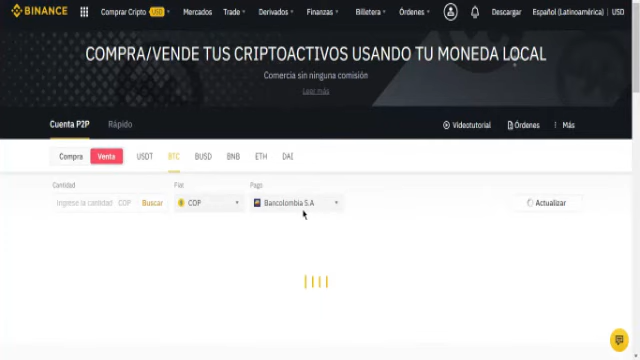 BINANCE Comprar Cripto USD Mercados Trade Derivados Finanzas Billetera Órdenes Descargar Español (Latinoamérica) | USD
COMPRA/VENDE TUS CRIPTOACTIVOS USANDO TU MONEDA LOCAL
Comercia sin ninguna comisión
Leer más
Cuenta P2P Rápido Videotutorial Órdenes Más
Compra Venta USDT BTC BUSD BNB ETH DAI
Cantidad Fiat Pago
Ingrese la cantidad COP Buscar COP Bancolombia S.A Actualizar